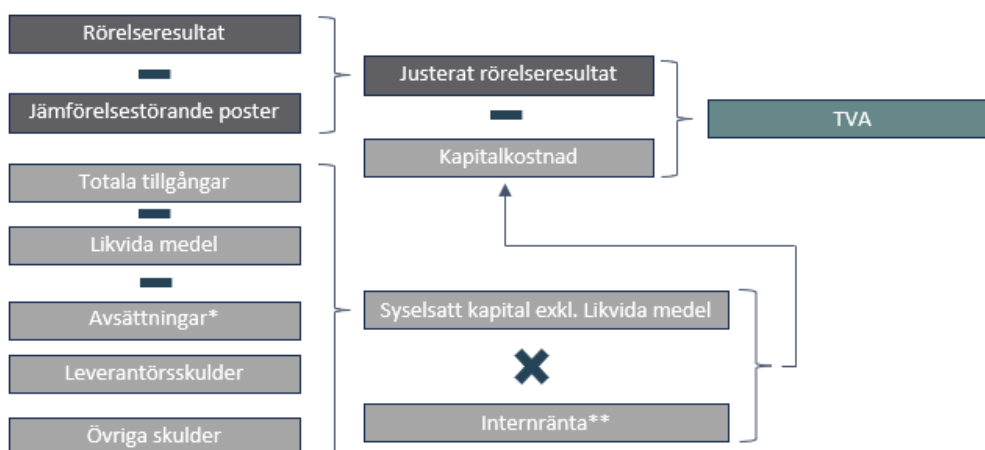 Rörelseresultat
Jämförelsestörande poster
Justerat rörelseresultat
Kapitalkostnad
TVA
Totala tillgångar
Likvida medel
Avsättningar*
Leverantörsskulder
Övriga skulder
Syselsatt kapital exkl. Likvida medel
Internränta**